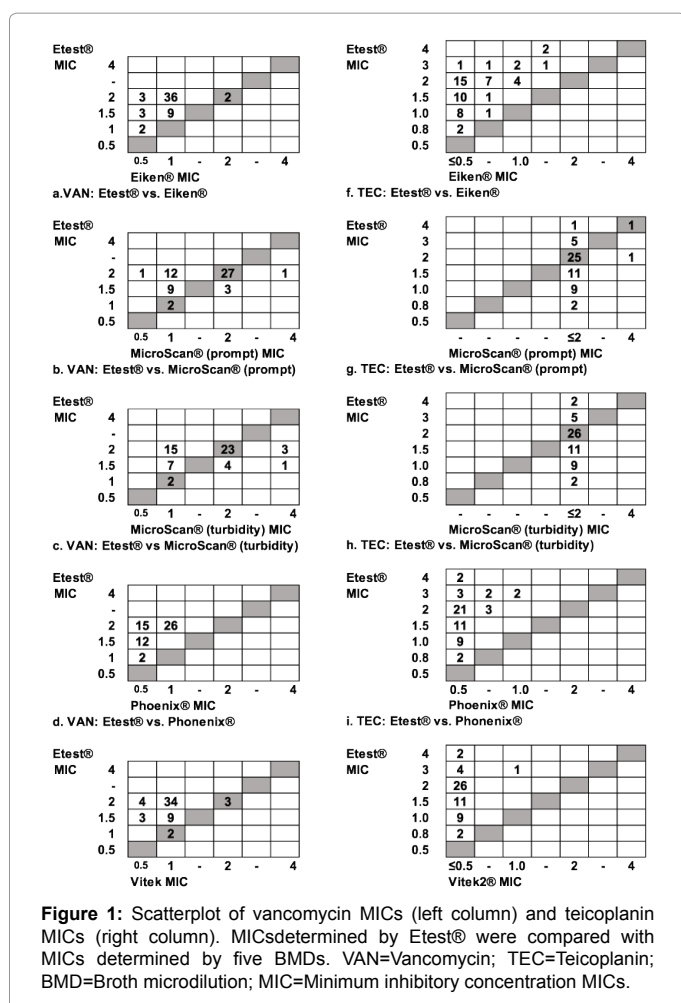 Etest®
MIC 4
-
2 3 36 2
1.5 3 9
1 2
0.5
0.5 1 - 2 - 4
Eiken® MIC
a.VAN: Etest® vs. Eiken®
Etest®
MIC 4
-
2 1 12 27 1
1.5 9 3
1 2
0.5
0.5 1 - 2 - 4
MicroScan® (prompt) MIC
b. VAN: Etest® vs. MicroScan® (prompt)
Etest®
MIC 4
-
2 15 23 3
1.5 7 4 1
1 2
0.5
0.5 1 - 2 - 4
MicroScan® (turbidity) MIC
c. VAN: Etest® vs MicroScan® (turbidity)
Etest®
MIC 4
-
2 15 26
1.5 12
1 2
0.5
0.5 1 - 2 - 4
Phoenix® MIC
d. VAN: Etest® vs. Phonenix®
Etest®
MIC 4
-
2 4 34 3
1.5 3 9
1 2
0.5
0.5 1 - 2 - 4
Vitek MIC
Etest® 4 2
MIC 3 1 1 2 1
2 15 7 4
1.5 10 1
1.0 8 1
0.8 2
0.5
≤0.5 - 1.0 - 2 - 4
Eiken® MIC
f. TEC: Etest® vs. Eiken®
Etest® 4 1 1
MIC 3 5
2 25 1
1.5 11
1.0 9
0.8 2
0.5
- - - - ≤2 - 4
MicroScan® (prompt) MIC
g. TEC: Etest® vs. MicroScan® (prompt)
Etest® 4 2
MIC 3 5
2 26
1.5 11
1.0 9
0.8 2
0.5
- - - - ≤2 - 4
MicroScan® (turbidity) MIC
h. TEC: Etest® vs. MicroScan® (turbidity)
Etest® 4 2
MIC 3 3 2 2
2 21 3
1.5 11
1.0 9
0.8 2
0.5
0.5 - 1.0 - 2 - 4
Phoenix® MIC
i. TEC: Etest® vs. Phonenix®
Etest® 4 2
MIC 3 4 1
2 26
1.5 11
1.0 9
0.8 2
0.5
≤0.5 - 1.0 - 2 - 4
Vitek2® MIC
Figure 1: Scatterplot of vancomycin MICs (left column) and teicoplanin
MICs (right column). MICsdetermined by Etest® were compared with
MICs determined by five BMDs. VAN=Vancomycin; TEC=Teicoplanin;
BMD=Broth microdilution; MIC=Minimum inhibitory concentration MICs.